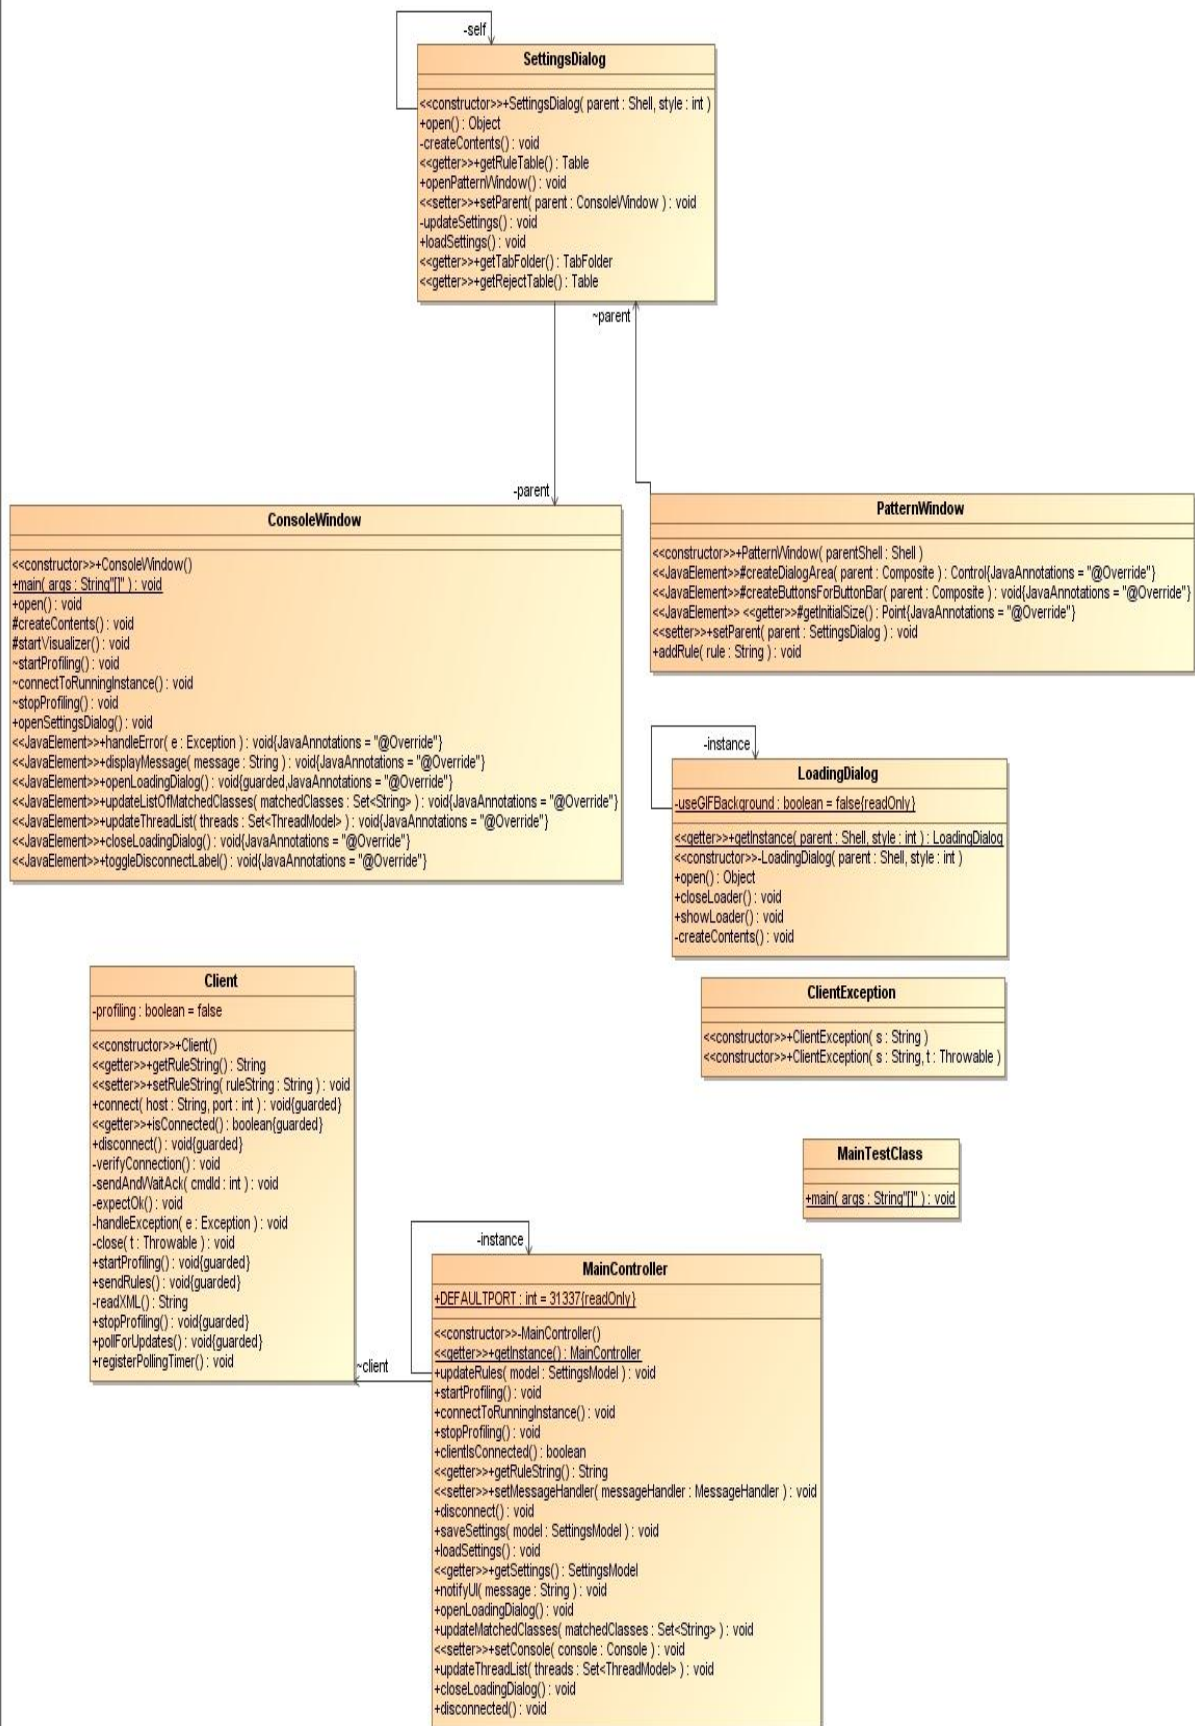 -self
SettingsDialog
<<constructor>>+SettingsDialog( parent : Shell, style : int )
+open() : Object
-createContents() : void
<<getter>>+getRuleTable() : Table
+openPatternWindow() : void
<<setter>>+setParent( parent : ConsoleWindow ) : void
-updateSettings() : void
+loadSettings() : void
<<getter>>+getTabFolder() : TabFolder
<<getter>>+getRejectTable() : Table
~parent
-parent
ConsoleWindow
<<constructor>>+ConsoleWindow()
+main( args : String"[]" ) : void
+open() : void
#createContents() : void
#startVisualizer() : void
~startProfiling() : void
~connectToRunningInstance() : void
~stopProfiling() : void
+openSettingsDialog() : void
<<JavaElement>>+handleError( e : Exception ) : void{JavaAnnotations = "@Override"}
<<JavaElement>>+displayMessage( message : String ) : void{JavaAnnotations = "@Override"}
<<JavaElement>>+openLoadingDialog() : void{guarded,JavaAnnotations = "@Override"}
<<JavaElement>>+updateListOfMatchedClasses( matchedClasses : Set<String> ) : void{JavaAnnotations = "@Override"}
<<JavaElement>>+updateThreadList( threads : Set<ThreadModel> ) : void{JavaAnnotations = "@Override"}
<<JavaElement>>+closeLoadingDialog() : void{JavaAnnotations = "@Override"}
<<JavaElement>>+toggleDisconnectLabel() : void{JavaAnnotations = "@Override"}
PatternWindow
<<constructor>>+PatternWindow( parentShell : Shell )
<<JavaElement>>#createDialogArea( parent : Composite ) : Control{JavaAnnotations = "@Override"}
<<JavaElement>>#createButtonsForButtonBar( parent : Composite ) : void{JavaAnnotations = "@Override"}
<<JavaElement>> <<getter>>#getInitialSize() : Point{JavaAnnotations = "@Override"}
<<setter>>+setParent( parent : SettingsDialog ) : void
+addRule( rule : String ) : void
-instance
LoadingDialog
-useGIFBackground : boolean = false{readOnly}
<<getter>>+getInstance( parent : Shell, style : int ) : LoadingDialog
<<constructor>>-LoadingDialog( parent : Shell, style : int )
+open() : Object
+closeLoader() : void
+showLoader() : void
-createContents() : void
Client
-profiling : boolean = false
<<constructor>>+Client()
<<getter>>+getRuleString() : String
<<setter>>+setRuleString( ruleString : String ) : void
+connect( host : String, port : int ) : void{guarded}
<<getter>>+isConnected() : boolean{guarded}
+disconnect() : void{guarded}
-verifyConnection() : void
-sendAndWaitAck( cmdId : int ) : void
-expectOk() : void
-handleException( e : Exception ) : void
-close( t : Throwable ) : void
+startProfiling() : void{guarded}
+sendRules() : void{guarded}
-readXML() : String
+stopProfiling() : void{guarded}
+pollForUpdates() : void{guarded}
+registerPollingTimer() : void
ClientException
<<constructor>>+ClientException( s : String )
<<constructor>>+ClientException( s : String, t : Throwable )
MainTestClass
+main( args : String"[]" ) : void
-instance
~client
MainController
+DEFAULTPORT : int = 31337{readOnly}
<<constructor>>-MainController()
<<getter>>+getInstance() : MainController
+updateRules( model : SettingsModel ) : void
+startProfiling() : void
+connectToRunningInstance() : void
+stopProfiling() : void
+clientIsConnected() : boolean
<<getter>>+getRuleString() : String
<<setter>>+setMessageHandler( messageHandler : MessageHandler ) : void
+disconnect() : void
+saveSettings( model : SettingsModel ) : void
+loadSettings() : void
<<getter>>+getSettings() : SettingsModel
+notifyUI( message : String ) : void
+openLoadingDialog() : void
+updateMatchedClasses( matchedClasses : Set<String> ) : void
<<setter>>+setConsole( console : Console ) : void
+updateThreadList( threads : Set<ThreadModel> ) : void
+closeLoadingDialog() : void
+disconnected() : void